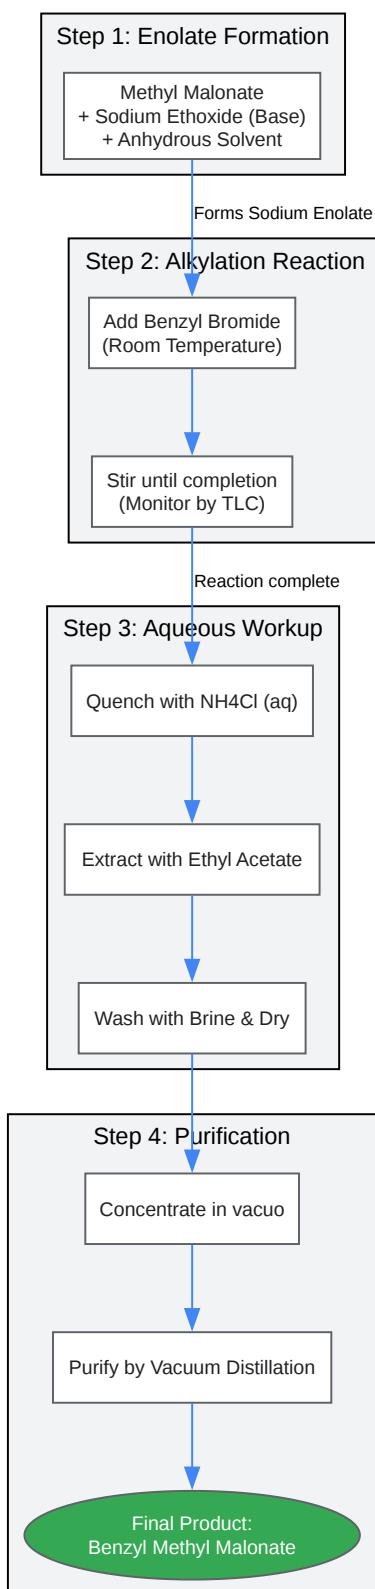 Step 1: Enolate Formation
Methyl Malonate
+ Sodium Ethoxide (Base)
+ Anhydrous Solvent
Forms Sodium Enolate
Step 2: Alkylation Reaction
Add Benzyl Bromide
(Room Temperature)
Stir until completion
(Monitor by TLC)
Reaction complete
Step 3: Aqueous Workup
Quench with NH4Cl (aq)
Extract with Ethyl Acetate
Wash with Brine & Dry
Step 4: Purification
Concentrate in vacuo
Purify by Vacuum Distillation
Final Product:
Benzyl Methyl Malonate